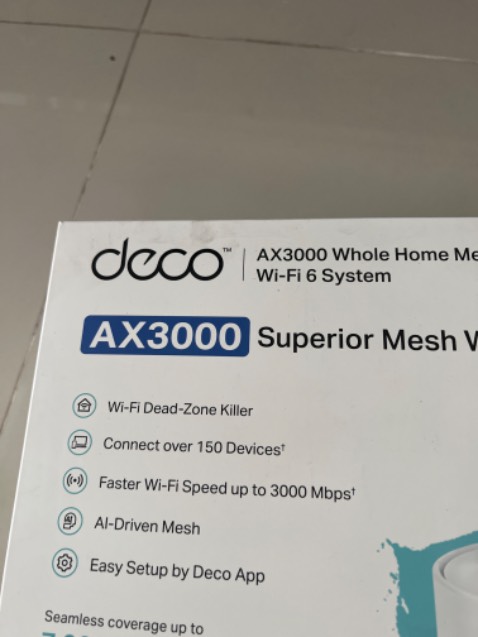 deco™
AX3000 Whole Home
Wi-Fi 6 System
AX3000 Superior Mesh
Wi-Fi Dead-Zone Killer
Connect over 150 Devices†
Faster Wi-Fi Speed up to 3000 Mbps†
AI-Driven Mesh
Easy Setup by Deco App
Seamless coverage up to